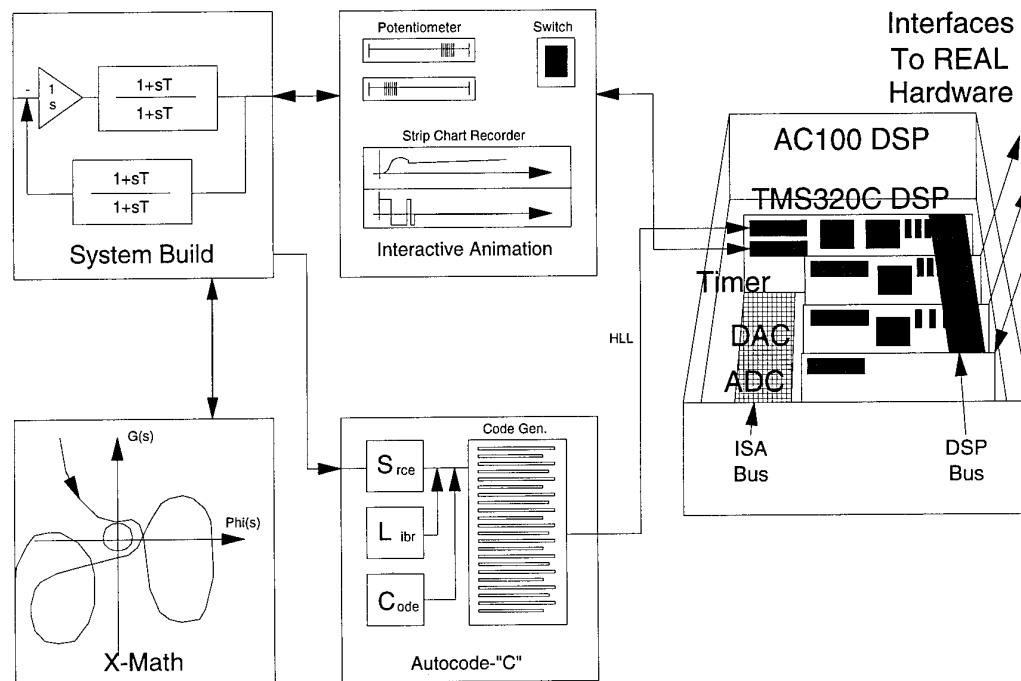 Potentiometer
Switch
Interfaces
To REAL
Hardware
-
1
s
1+sT
1+sT
1+sT
1+sT
System Build
Strip Chart Recorder
Interactive Animation
AC100 DSP
TMS320C DSP
Timer
DAC
ADC
HLL
ISA
Bus
DSP
Bus
G(s)
Phi(s)
X-Math
Code Gen.
S rce
L ibr
C ode
Autocode-"C"